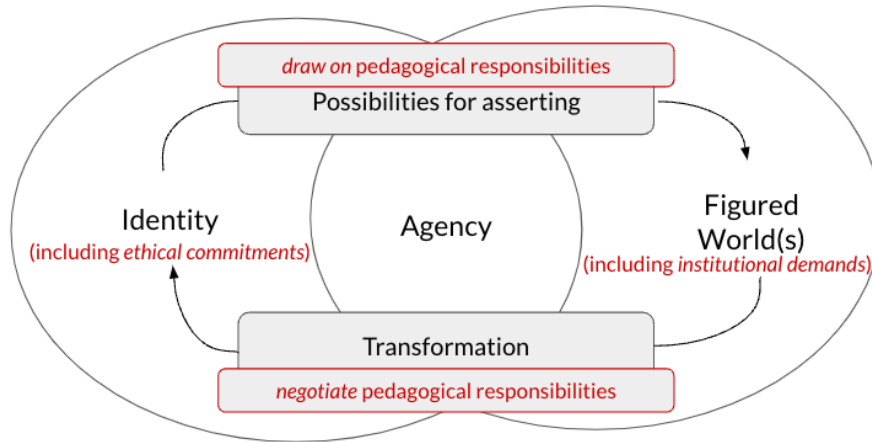 draw on pedagogical responsibilities
Possibilities for asserting
Identity
(including ethical commitments)
Agency
Figured
World(s)
(including institutional demands)
Transformation
negotiate pedagogical responsibilities